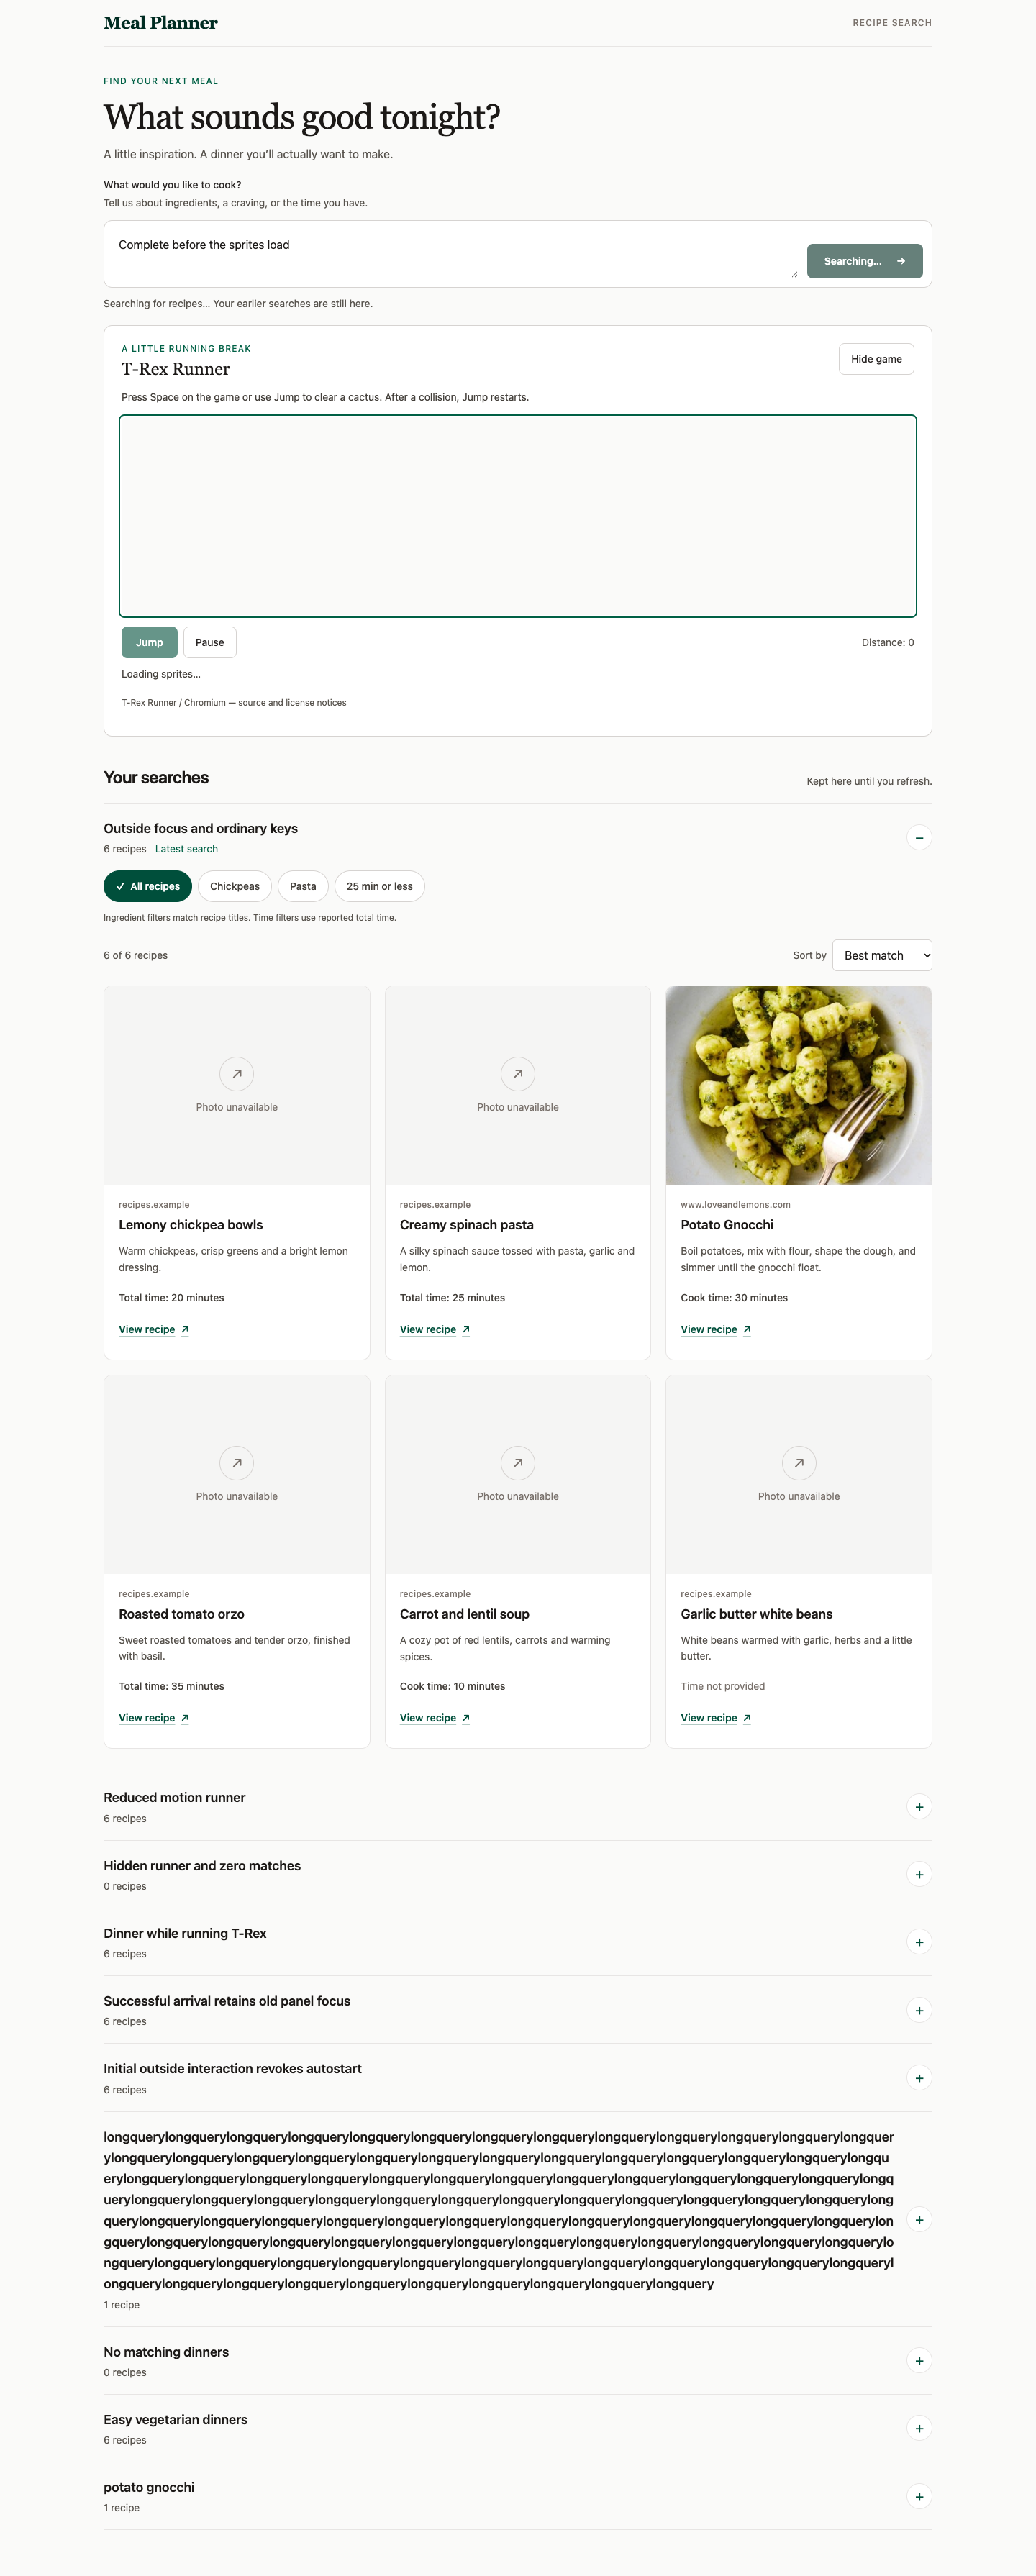 Meal Planner
RECIPE SEARCH
FIND YOUR NEXT MEAL
What sounds good tonight?
A little inspiration. A dinner you’ll actually want to make.
What would you like to cook?
Tell us about ingredients, a craving, or the time you have.
Complete before the sprites load
Searching...
Searching for recipes... Your earlier searches are still here.
A LITTLE RUNNING BREAK
T-Rex Runner
Hide game
Press Space on the game or use Jump to clear a cactus. After a collision, Jump restarts.
Jump
Pause
Distance: 0
Loading sprites...
T-Rex Runner / Chromium — source and license notices
Your searches
Kept here until you refresh.
Outside focus and ordinary keys
6 recipes Latest search
All recipes
Chickpeas
Pasta
25 min or less
Ingredient filters match recipe titles. Time filters use reported total time.
6 of 6 recipes
Sort by
Best match
Photo unavailable
recipes.example
Lemony chickpea bowls
Warm chickpeas, crisp greens and a bright lemon
dressing.
Total time: 20 minutes
View recipe
Photo unavailable
recipes.example
Creamy spinach pasta
A silky spinach sauce tossed with pasta, garlic and
lemon.
Total time: 25 minutes
View recipe
www.loveandlemons.com
Potato Gnocchi
Boil potatoes, mix with flour, shape the dough, and
simmer until the gnocchi float.
Cook time: 30 minutes
View recipe
Photo unavailable
recipes.example
Roasted tomato orzo
Sweet roasted tomatoes and tender orzo, finished
with basil.
Total time: 35 minutes
View recipe
Photo unavailable
recipes.example
Carrot and lentil soup
A cozy pot of red lentils, carrots and warming
spices.
Cook time: 10 minutes
View recipe
Photo unavailable
recipes.example
Garlic butter white beans
White beans warmed with garlic, herbs and a little
butter.
Time not provided
View recipe
Reduced motion runner
6 recipes
Hidden runner and zero matches
0 recipes
Dinner while running T-Rex
6 recipes
Successful arrival retains old panel focus
6 recipes
Initial outside interaction revokes autostart
6 recipes
longquerylongquerylongquerylongquerylongquerylongquerylongquerylongquerylongquerylongquerylongquerylongquerylongquer
ylongquerylongquerylongquerylongquerylongquerylongquerylongquerylongquerylongquerylongquerylongquerylongquerylongqu
erylongquerylongquerylongquerylongquerylongquerylongquerylongquerylongquerylongquerylongquerylongquerylongquerylongq
uerylongquerylongquerylongquerylongquerylongquerylongquerylongquerylongquerylongquerylongquerylongquerylongquerylong
querylongquerylongquerylongquerylongquerylongquerylongquerylongquerylongquerylongquerylongquerylongquerylongquerylon
gquerylongquerylongquerylongquerylongquerylongquerylongquerylongquerylongquerylongquerylongquerylongquerylongquerylo
ngquerylongquerylongquerylongquerylongquerylongquerylongquerylongquerylongquerylongquerylongquerylongquerylongqueryl
ongquerylongquerylongquerylongquerylongquerylongquerylongquerylongquerylongquerylongquery
1 recipe
No matching dinners
0 recipes
Easy vegetarian dinners
6 recipes
potato gnocchi
1 recipe